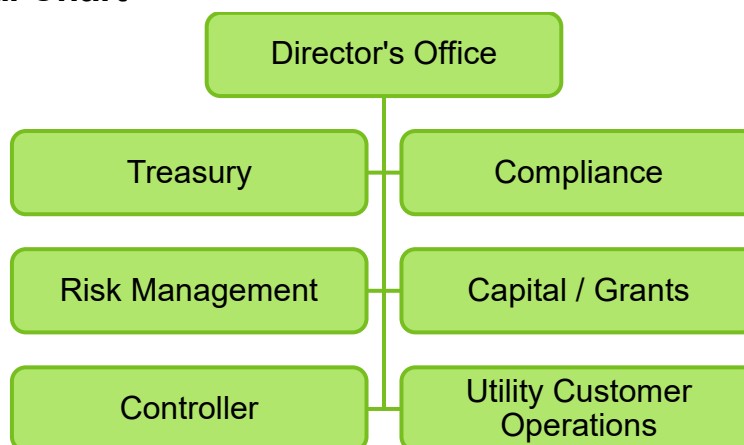 Director's Office
Treasury
Compliance
Risk Management
Capital / Grants
Controller
Utility Customer
Operations